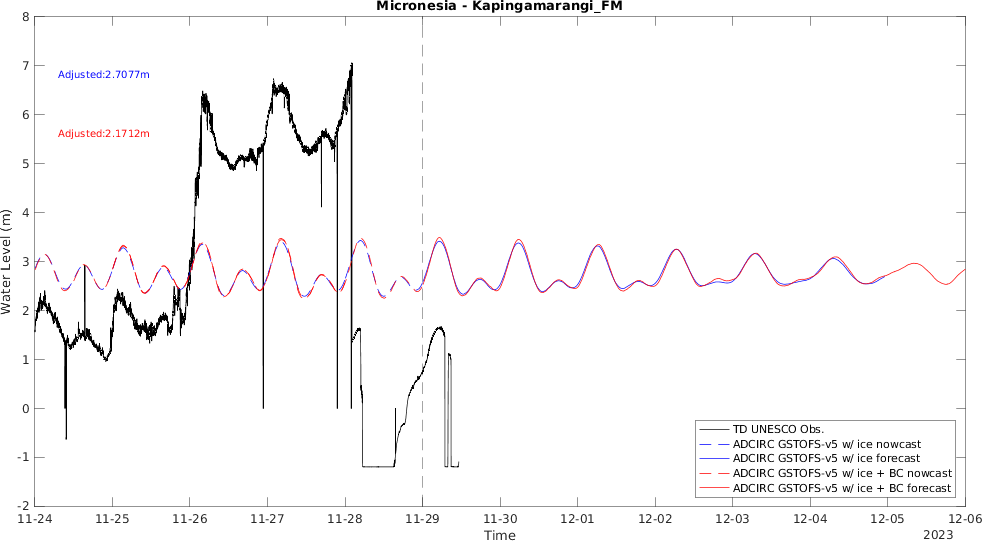 Micronesia - Kapingamarangi_FM
8
7
6
5
4
3
2
1
0
-1
-2
Water Level (m)
Adjusted:2.7077m
Adjusted:2.1712m
TD UNESCO Obs.
ADCIRC GSTOFS-v5 w/ ice nowcast
ADCIRC GSTOFS-v5 w/ ice forecast
ADCIRC GSTOFS-v5 w/ ice + BC nowcast
ADCIRC GSTOFS-v5 w/ ice + BC forecast
11-24 11-25 11-26 11-27 11-28 11-29 11-30 12-01 12-02 12-03 12-04 12-05 12-06
Time
2023